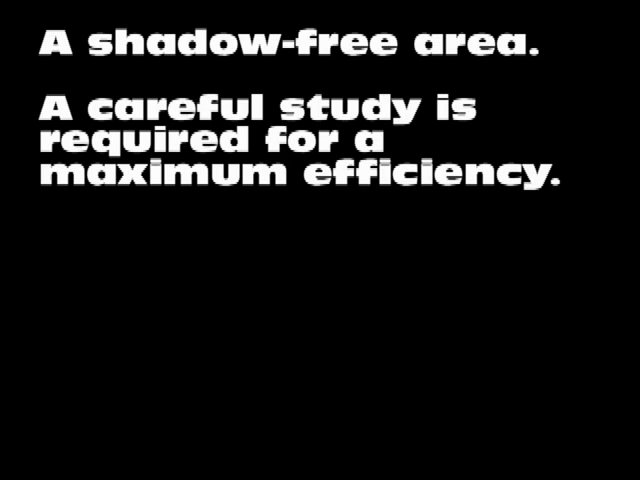 A shadow-free area.
A careful study is
required for a
maximum efficiency.